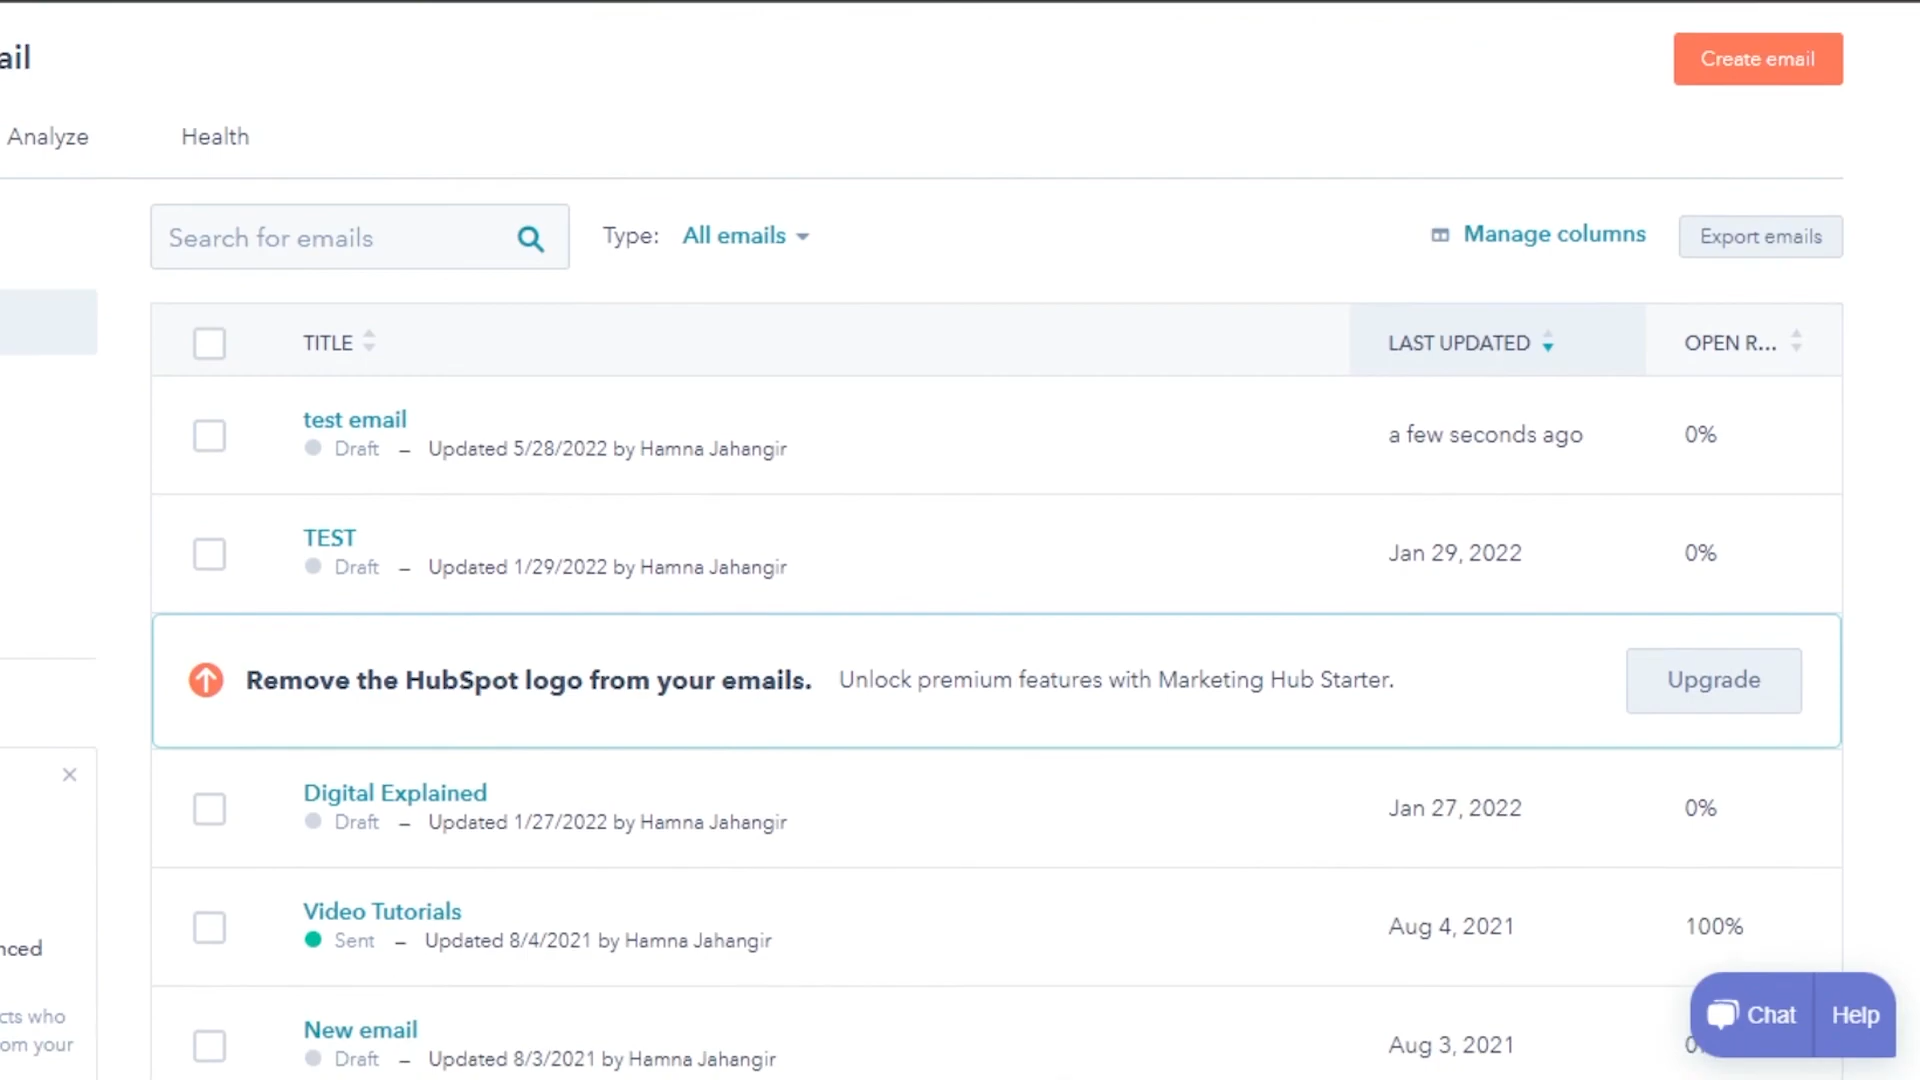 ail
Create email
Analyze
Health
Search for emails
Type: All emails
Manage columns
Export emails
TITLE
LAST UPDATED
OPEN R...
test email
Draft – Updated 5/28/2022 by Hamna Jahangir
a few seconds ago
0%
TEST
Draft – Updated 1/29/2022 by Hamna Jahangir
Jan 29, 2022
0%
Remove the HubSpot logo from your emails. Unlock premium features with Marketing Hub Starter.
Upgrade
Digital Explained
Draft – Updated 1/27/2022 by Hamna Jahangir
Jan 27, 2022
0%
Video Tutorials
Sent – Updated 8/4/2021 by Hamna Jahangir
Aug 4, 2021
100%
nced
cts who
om your
New email
Draft – Updated 8/3/2021 by Hamna Jahangir
Aug 3, 2021
Chat
Help